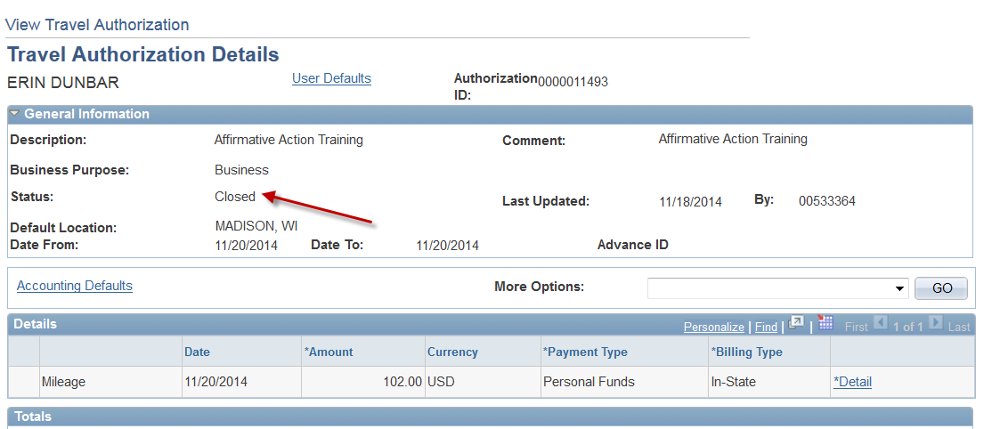 View Travel Authorization
Travel Authorization Details
ERIN DUNBAR User Defaults Authorization ID: 0000011493
General Information
Description: Affirmative Action Training Comment: Affirmative Action Training
Business Purpose: Business
Status: Closed Last Updated: 11/18/2014 By: 00533364
Default Location: MADISON, WI
Date From: 11/20/2014 Date To: 11/20/2014 Advance ID
Accounting Defaults More Options: GO
Details Personalize | Find | | First 1 of 1 Last
Date *Amount Currency *Payment Type *Billing Type
Mileage 11/20/2014 102.00 USD Personal Funds In-State *Detail
Totals